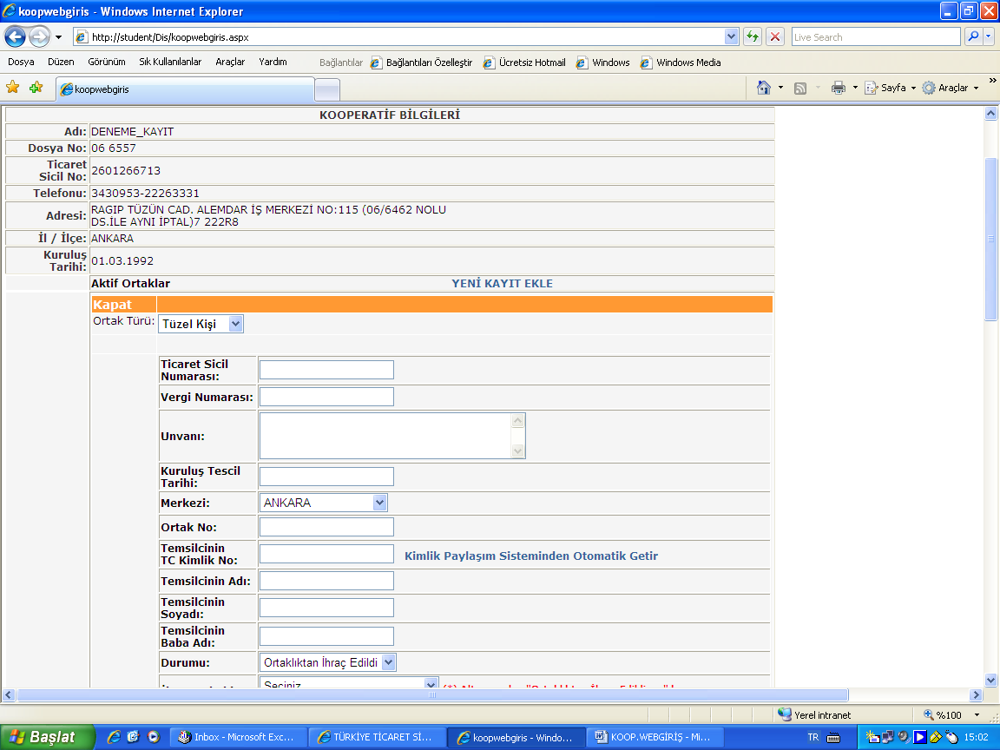 koopwebgiris - Windows Internet Explorer
http://student/Dis/koopwebgiris.aspx
Live Search
Dosya Düzen Görünüm Sık Kullanılanlar Araçlar Yardım Bağlantılar Bağlantıları Özelleştir Ücretsiz Hotmail Windows Windows Media
koopwebgiris
Sayfa Araçlar
KOOPERATİF BİLGİLERİ
Adı: DENEME_KAYIT
Dosya No: 06 6557
Ticaret
Sicil No: 2601266713
Telefonu: 3430953-22263331
Adresi: RAGIP TÜZÜN CAD. ALEMDAR İŞ MERKEZİ NO:115 (06/6462 NOLU
DS.İLE AYNI İPTAL)7 222R8
İl / İlçe: ANKARA
Kuruluş
Tarihi: 01.03.1992
Aktif Ortaklar YENİ KAYIT EKLE
Kapat
Ortak Türü: Tüzel Kişi
Ticaret Sicil
Numarası:
Vergi Numarası:
Unvanı:
Kuruluş Tescil
Tarihi:
Merkezi: ANKARA
Ortak No:
Temsilcinin
TC Kimlik No: Kimlik Paylaşım Sisteminden Otomatik Getir
Temsilcinin Adı:
Temsilcinin
Soyadı:
Temsilcinin
Baba Adı:
Durumu: Ortaklıktan İhraç Edildi
Seçiniz
Yerel intranet %100
Başlat Inbox - Microsoft Exc... TÜRKİYE TİCARET Sİ... koopwebgiris - Windo... KOOP.WEBGİRİŞ - Mi... TR 15:02